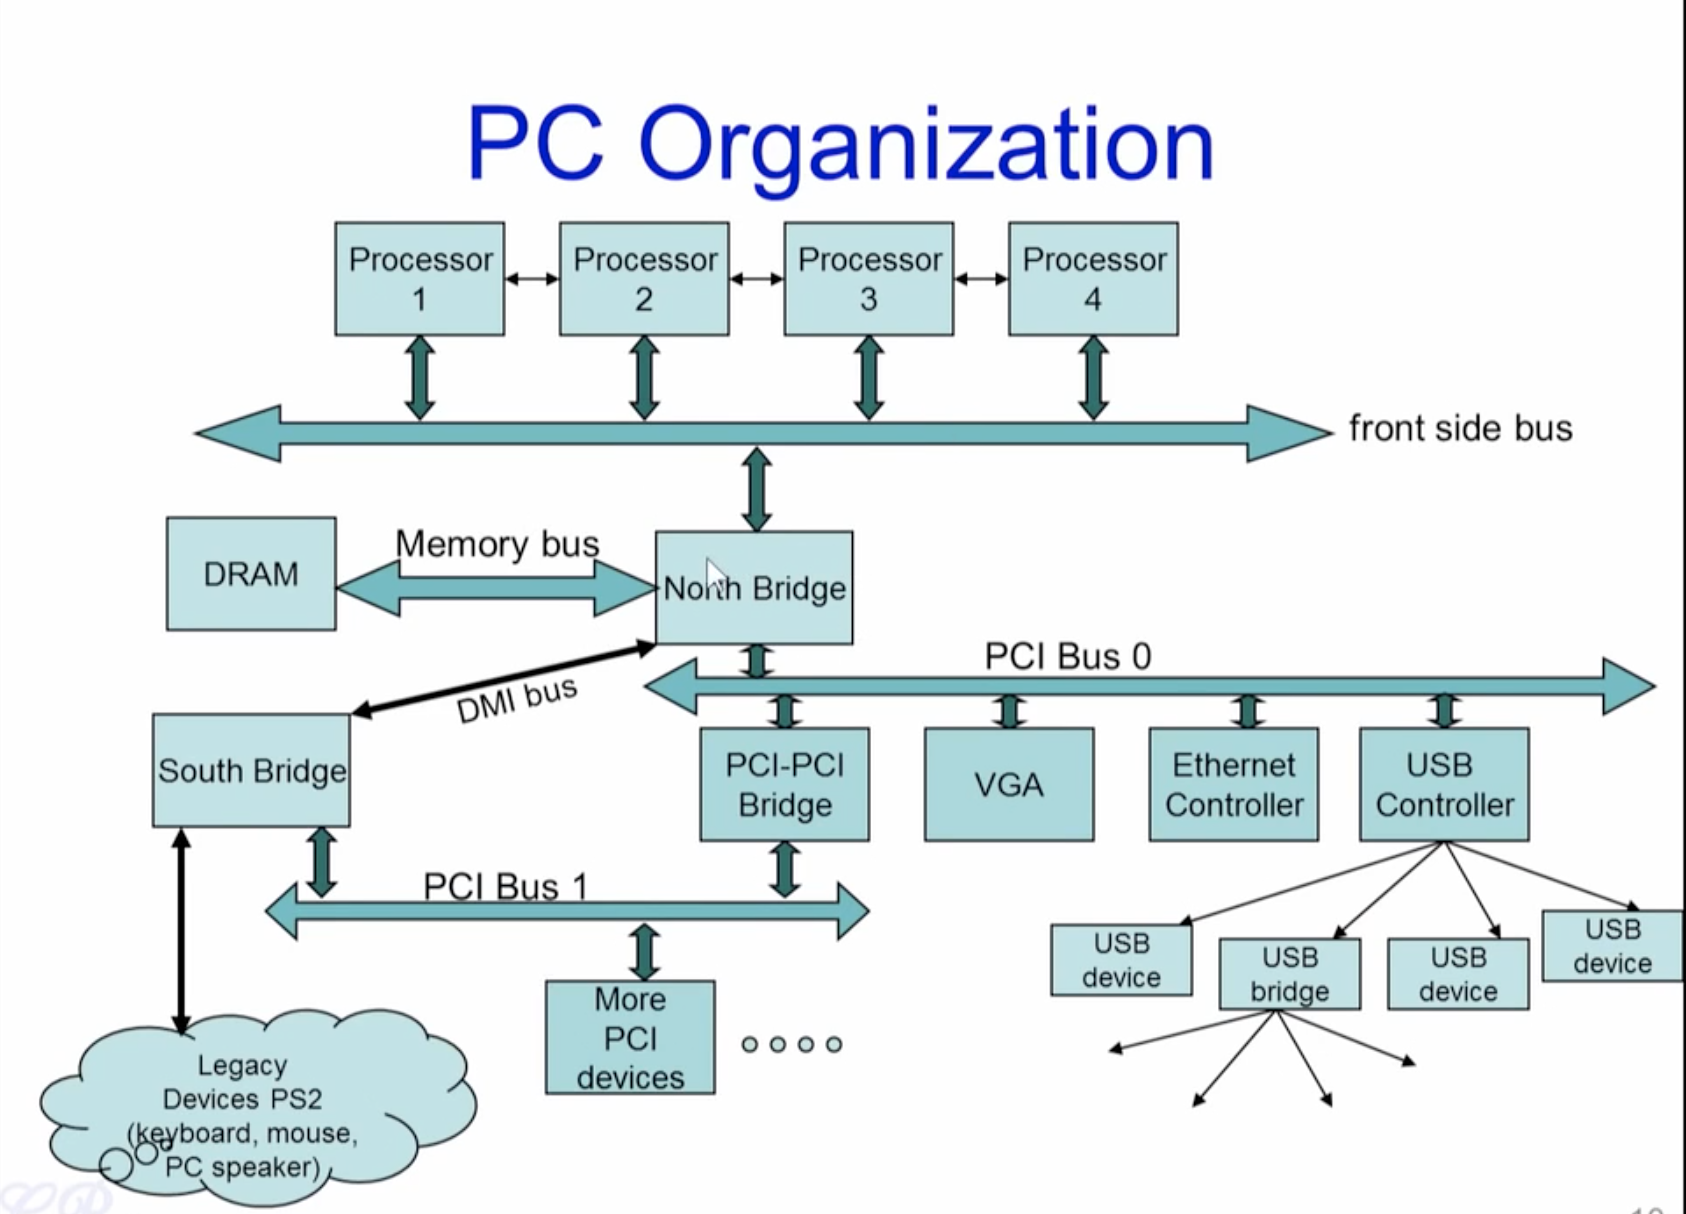 PC Organization
Processor
1
Processor
2
Processor
3
Processor
4
front side bus
DRAM
Memory bus
North Bridge
PCI Bus 0
DMI bus
South Bridge
PCI-PCI
Bridge
VGA
Ethernet
Controller
USB
Controller
PCI Bus 1
USB
device
USB
bridge
USB
device
USB
device
More
PCI
devices
Legacy
Devices PS2
(keyboard, mouse,
PC speaker)